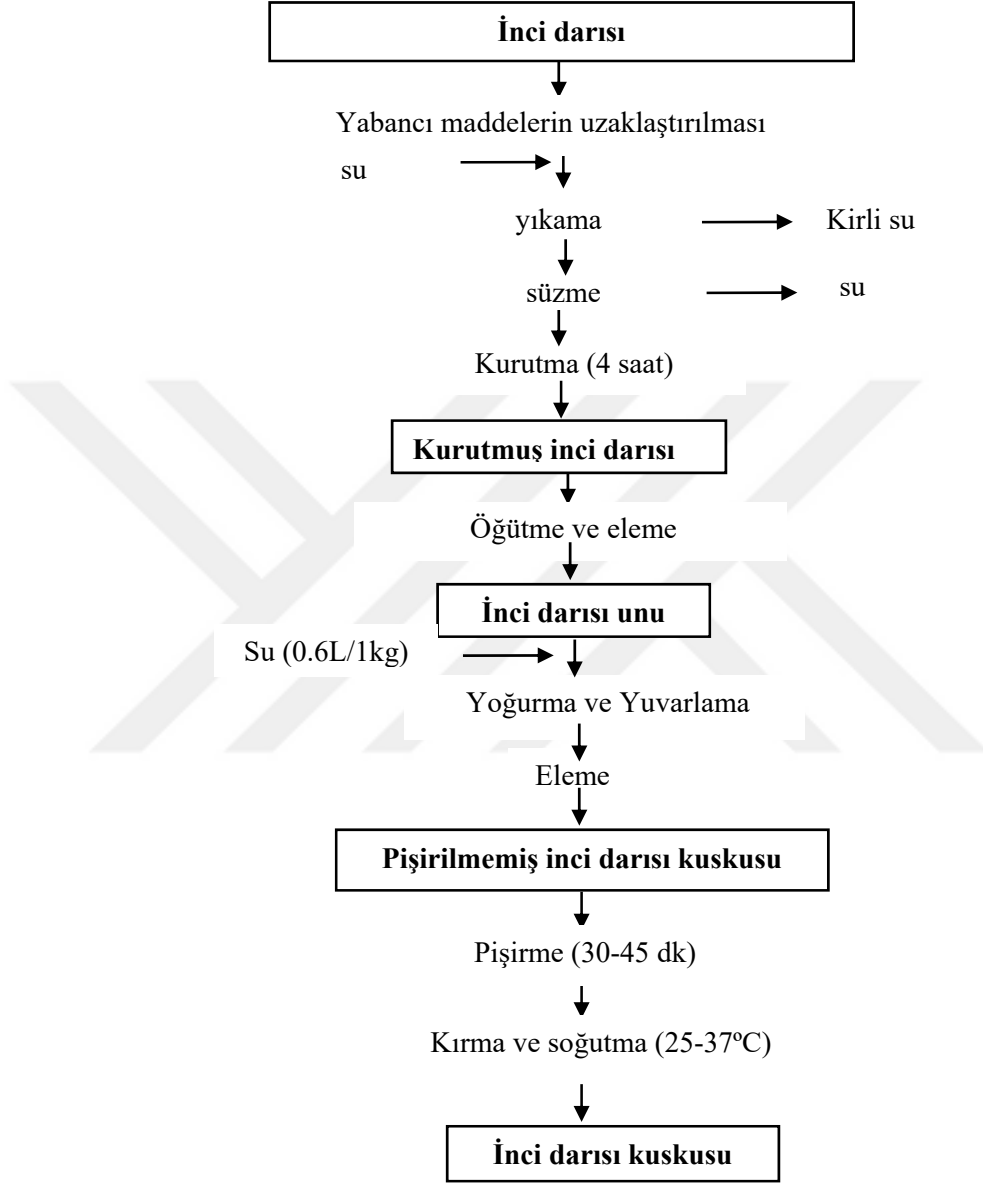 İnci darısı
Yabancı maddelerin uzaklaştırılması
su
yıkama
Kirli su
süzme
su
Kurutma (4 saat)
Kurutmuş inci darısı
Öğütme ve eleme
İnci darısı unu
Su (0.6L/1kg)
Yoğurma ve Yuvarlama
Eleme
Pişirilmemiş inci darısı kuskusu
Pişirme (30-45 dk)
Kırma ve soğutma (25-37ºC)
İnci darısı kuskusu